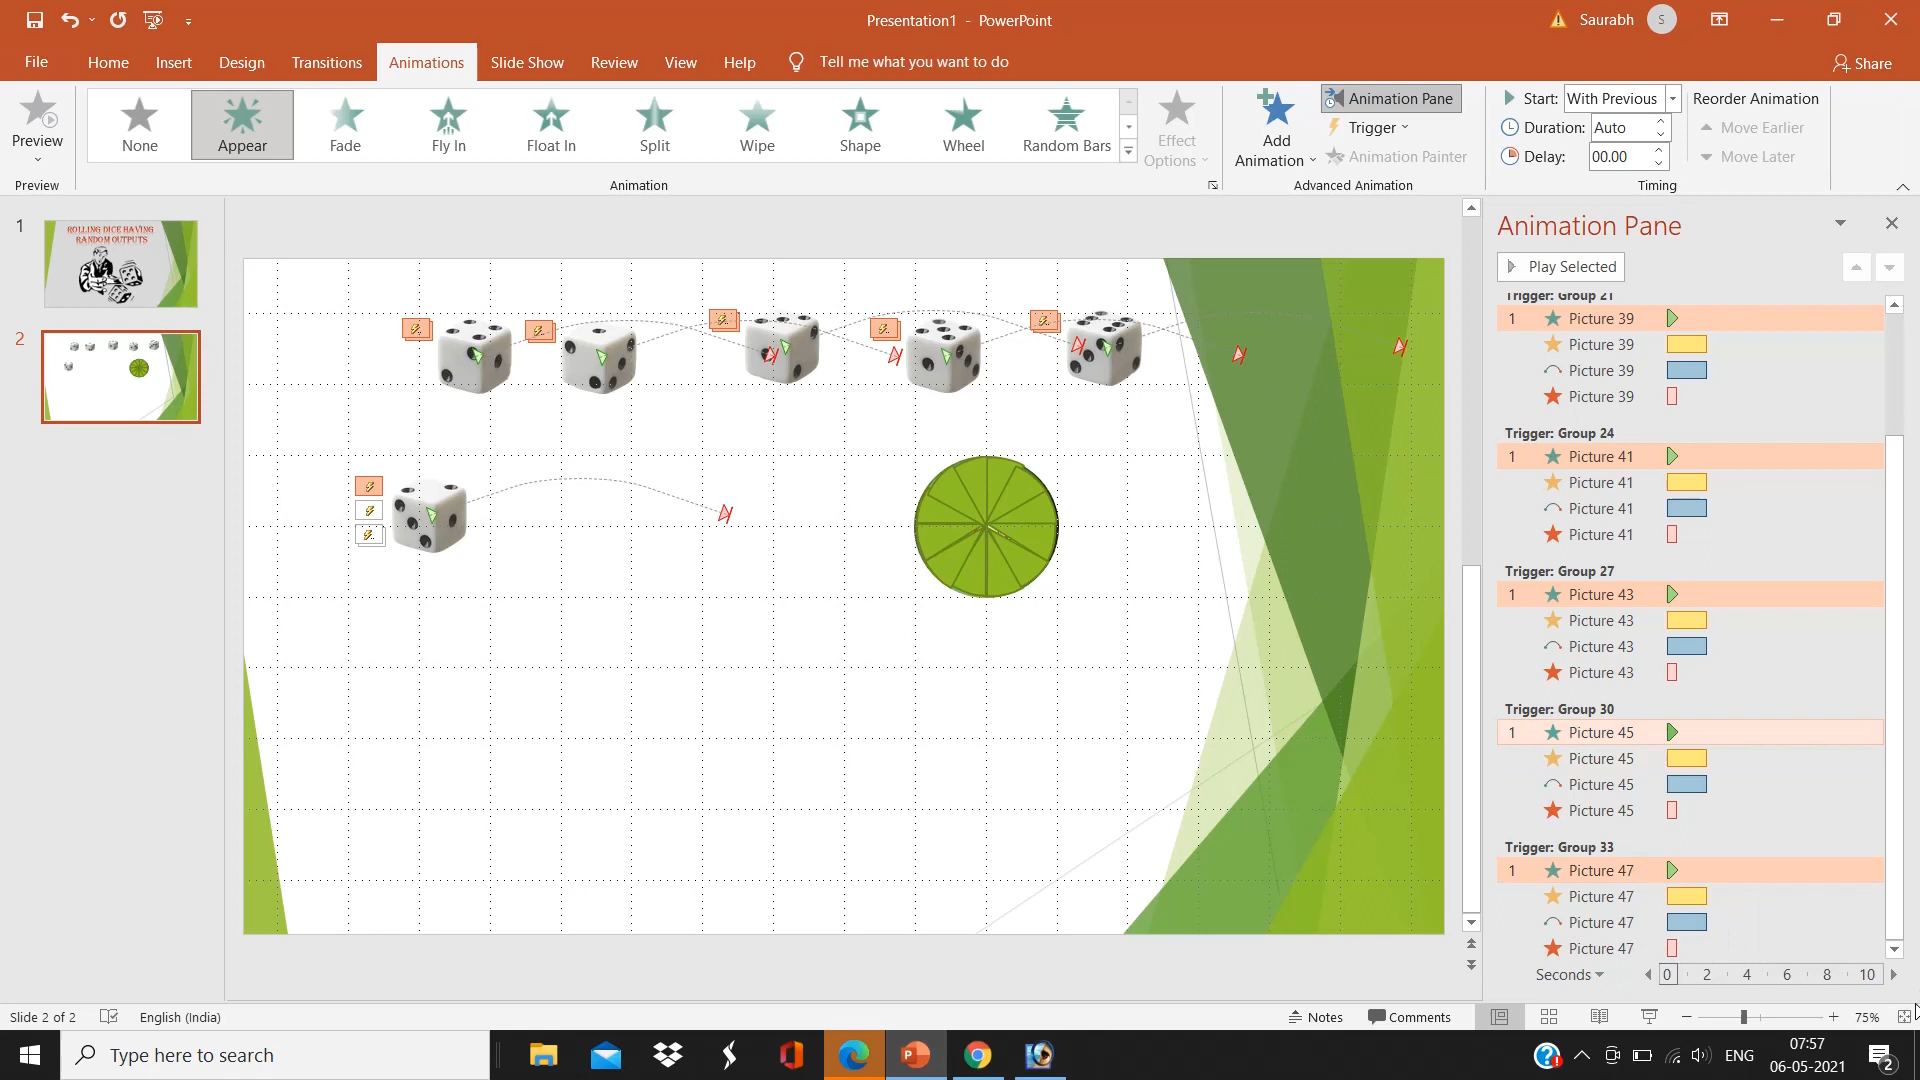 Presentation1 - PowerPoint
Saurabh
S
File
Home
Insert
Design
Transitions
Animations
Slide Show
Review
View
Help
Tell me what you want to do
Share
Preview
None
Appear
Fade
Fly In
Float In
Split
Wipe
Shape
Wheel
Random Bars
Effect
Options
Add
Animation
Animation Pane
Trigger
Animation Painter
Start: With Previous
Duration: Auto
Delay: 00.00
Reorder Animation
Move Earlier
Move Later
Preview
Animation
Advanced Animation
Timing
1
ROLLING DICE HAVING
RANDOM OUTPUTS
2
Animation Pane
Play Selected
Trigger: Group 21
1 Picture 39
Picture 39
Picture 39
Picture 39
Trigger: Group 24
1 Picture 41
Picture 41
Picture 41
Picture 41
Trigger: Group 27
1 Picture 43
Picture 43
Picture 43
Picture 43
Trigger: Group 30
1 Picture 45
Picture 45
Picture 45
Picture 45
Trigger: Group 33
1 Picture 47
Picture 47
Picture 47
Picture 47
Seconds 0 2 4 6 8 10
Slide 2 of 2
English (India)
Notes
Comments
75%
Type here to search
ENG
07:57
06-05-2021
2